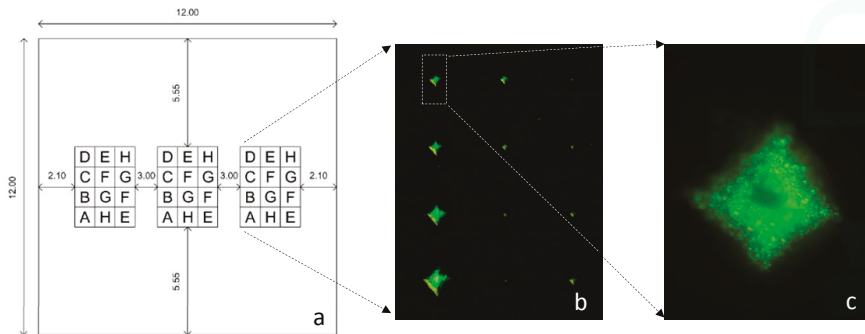 12.00
12.00
5.55
D E H D E H D E H
C F G C F G C F G
2.10 3.00 3.00 2.10
B G F B G F B G F
A H E A H E A H E
5.55
a
b
c